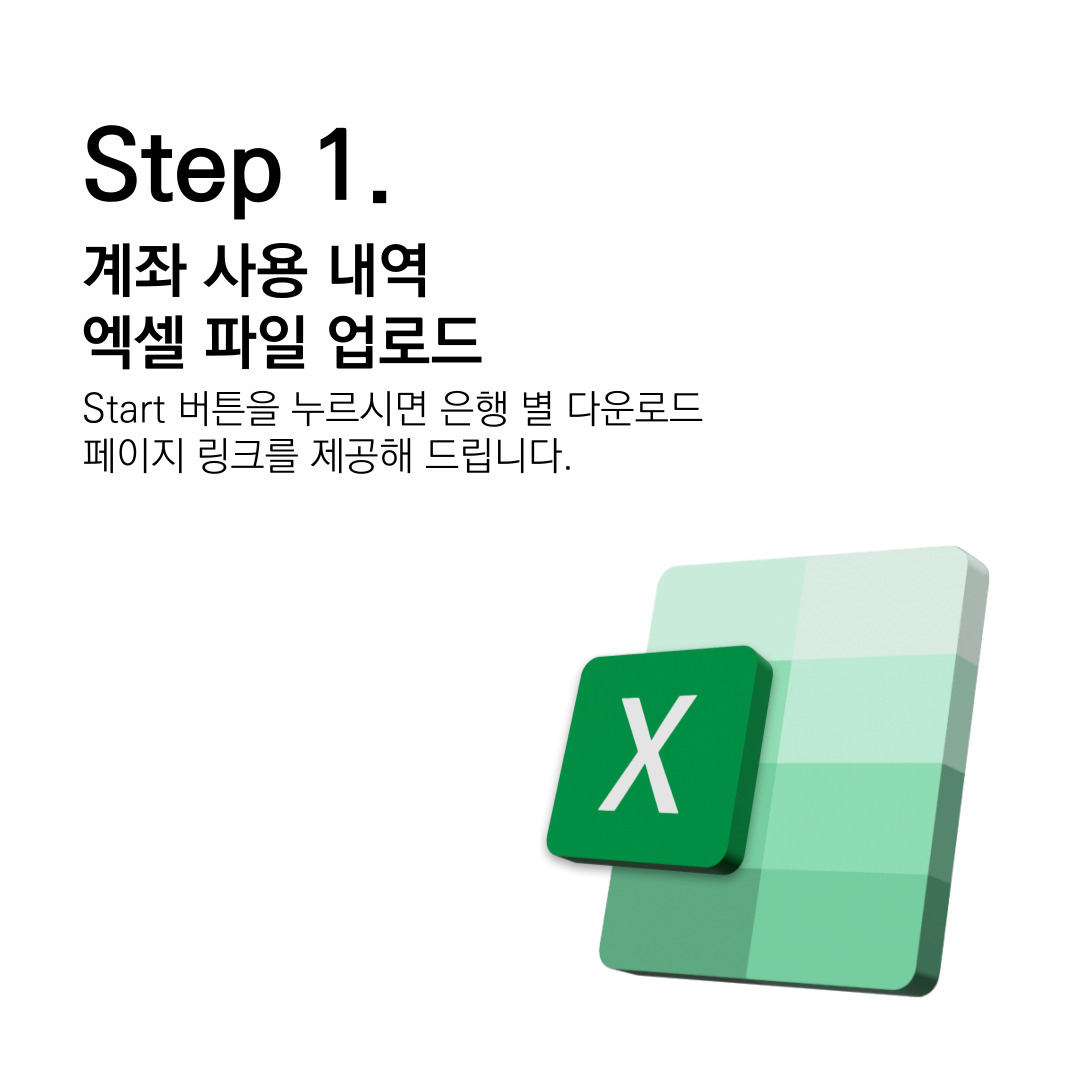 Step 1.
계좌 사용 내역
엑셀 파일 업로드
Start 버튼을 누르시면 은행 별 다운로드
페이지 링크를 제공해 드립니다.
X